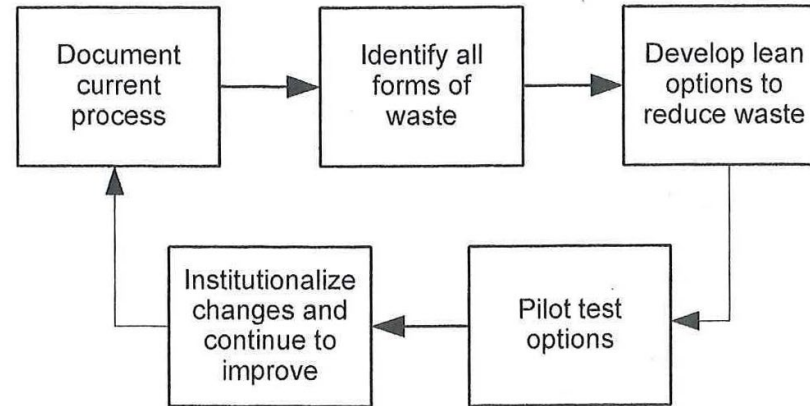 Document
current
process
Identify all
forms of
waste
Develop lean
options to
reduce waste
Pilot test
options
Institutionalize
changes and
continue to
improve